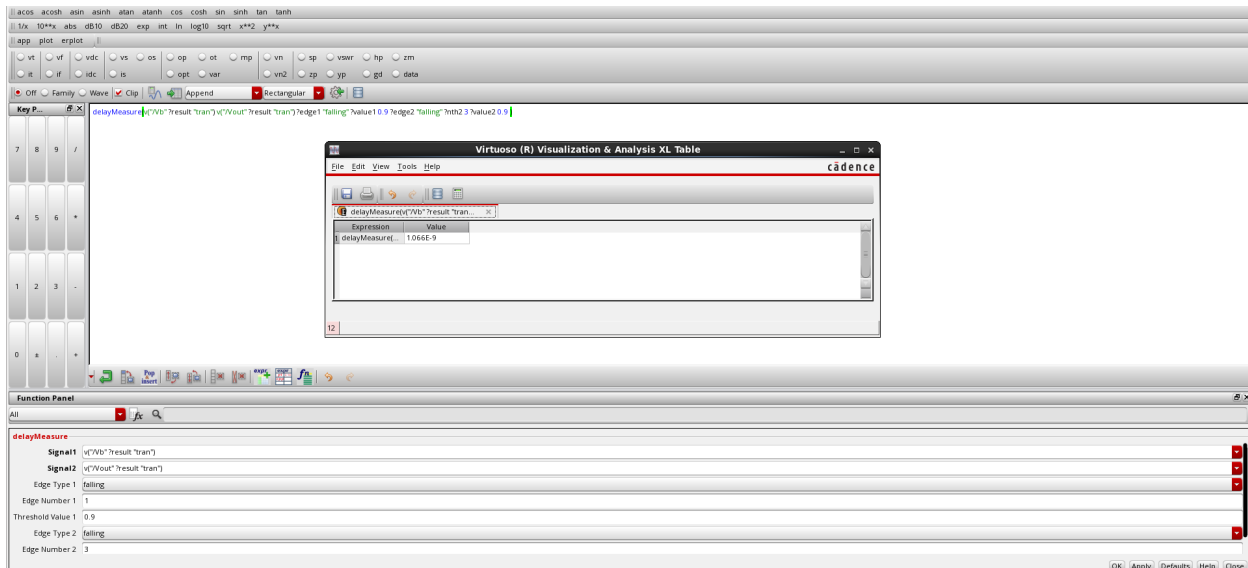 acos acosh asin asinh atan atanh cos cosh sin sinh tan tanh
1/x 10**x abs dB10 dB20 exp int ln log10 sqrt x**2 y**x
app plot erplot
vt vf vdc vs os op ot mp vn sp vswr hp zm
it if idc is opt var vn2 zp yp gd data
Off Family Wave Clip Append Rectangular
Key P...
delayMeasure(v("/Vb" ?result "tran") v("/Vout" ?result "tran") ?edge1 "falling" ?value1 0.9 ?edge2 "falling" ?nth2 3 ?value2 0.9 )
7 8 9 /
4 5 6 *
1 2 3 -
0 ± . +
Virtuoso (R) Visualization & Analysis XL Table
File Edit View Tools Help cādence
delayMeasure(v("/Vb" ?result "tran...
Expression Value
1 delayMeasure(... 1.066E-9
12
Pop insert expr expr fn
Function Panel
All fx
delayMeasure
Signal1 v("/Vb" ?result "tran")
Signal2 v("/Vout" ?result "tran")
Edge Type 1 falling
Edge Number 1 1
Threshold Value 1 0.9
Edge Type 2 falling
Edge Number 2 3
OK Apply Defaults Help Close